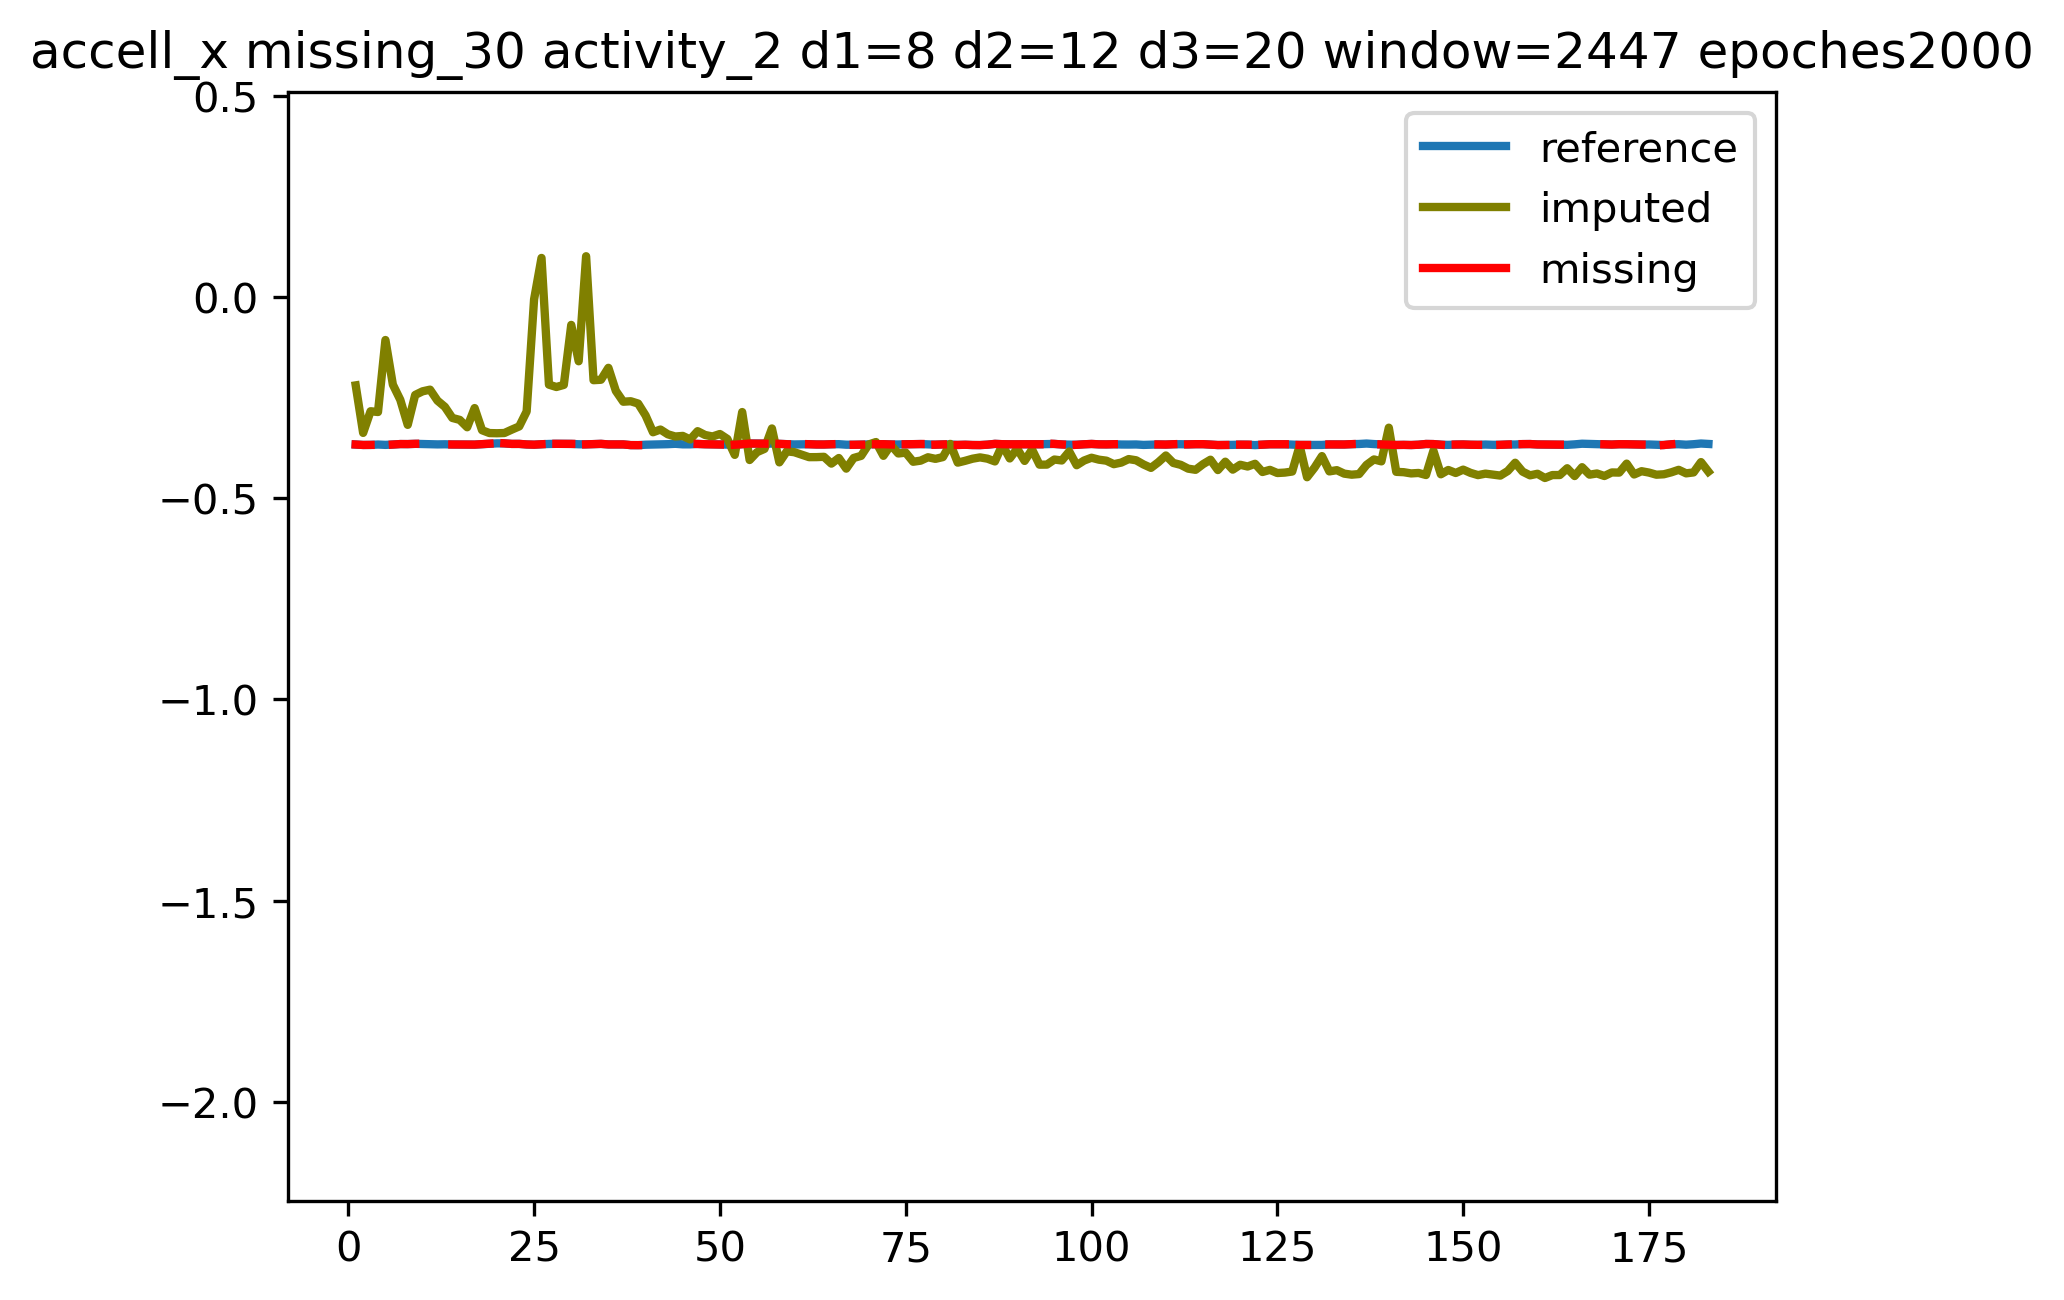 accell_x missing_30 activity_2 d1=8 d2=12 d3=20 window=2447 epoches2000
0.5
0.0
−0.5
−1.0
−1.5
−2.0
reference
imputed
missing
0 25 50 75 100 125 150 175